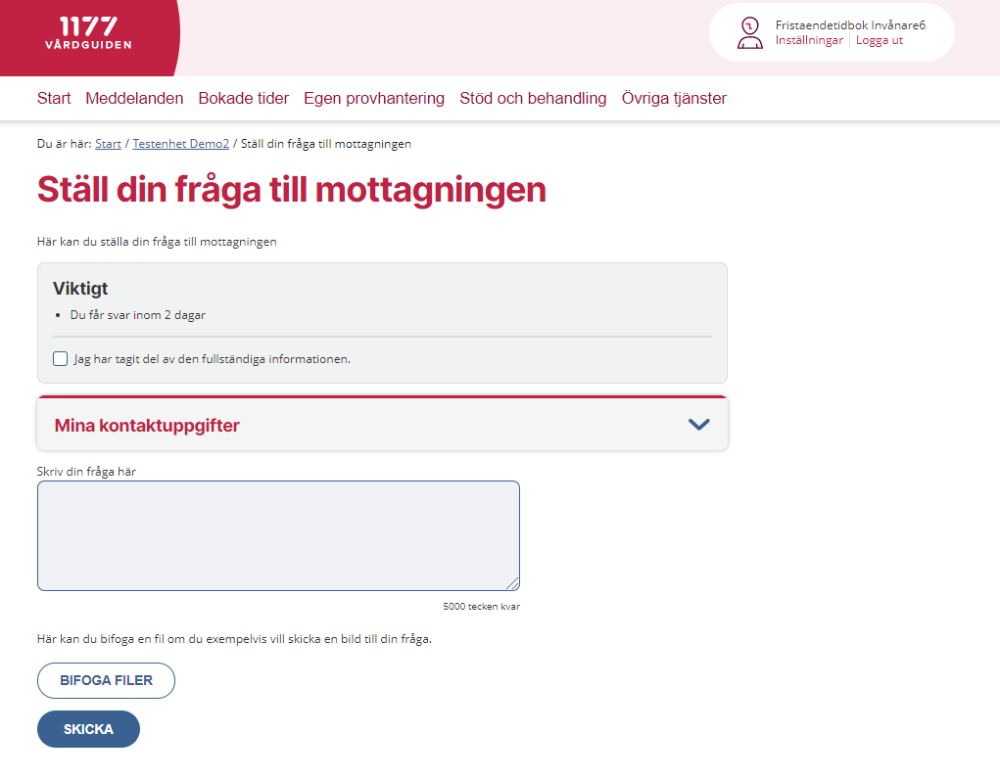 1177
VÅRDGUIDEN
Fristaendetidbok Invånare6
Inställningar | Logga ut
Start Meddelanden Bokade tider Egen provhantering Stöd och behandling Övriga tjänster
Du är här: Start / Testenhet Demo2 / Ställ din fråga till mottagningen
Ställ din fråga till mottagningen
Här kan du ställa din fråga till mottagningen
Viktigt
• Du får svar inom 2 dagar
Jag har tagit del av den fullständiga informationen.
Mina kontaktuppgifter
Skriv din fråga här
5000 tecken kvar
Här kan du bifoga en fil om du exempelvis vill skicka en bild till din fråga.
BIFOGA FILER
SKICKA